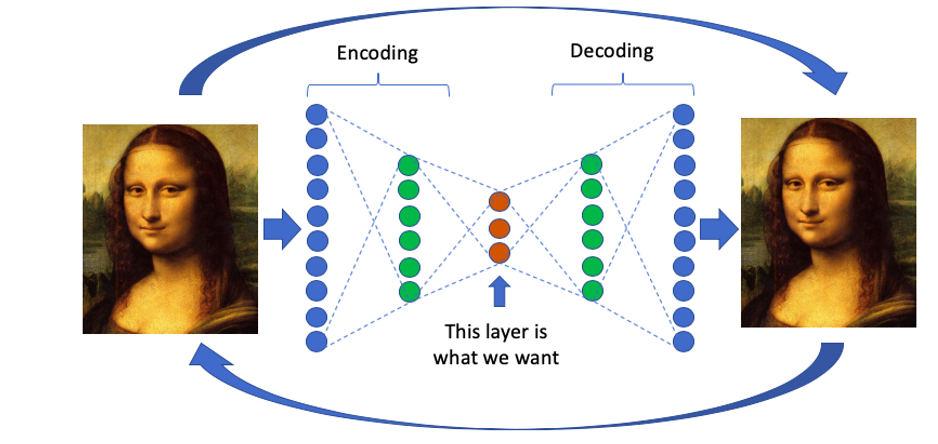 Encoding
Decoding
This layer is
what we want